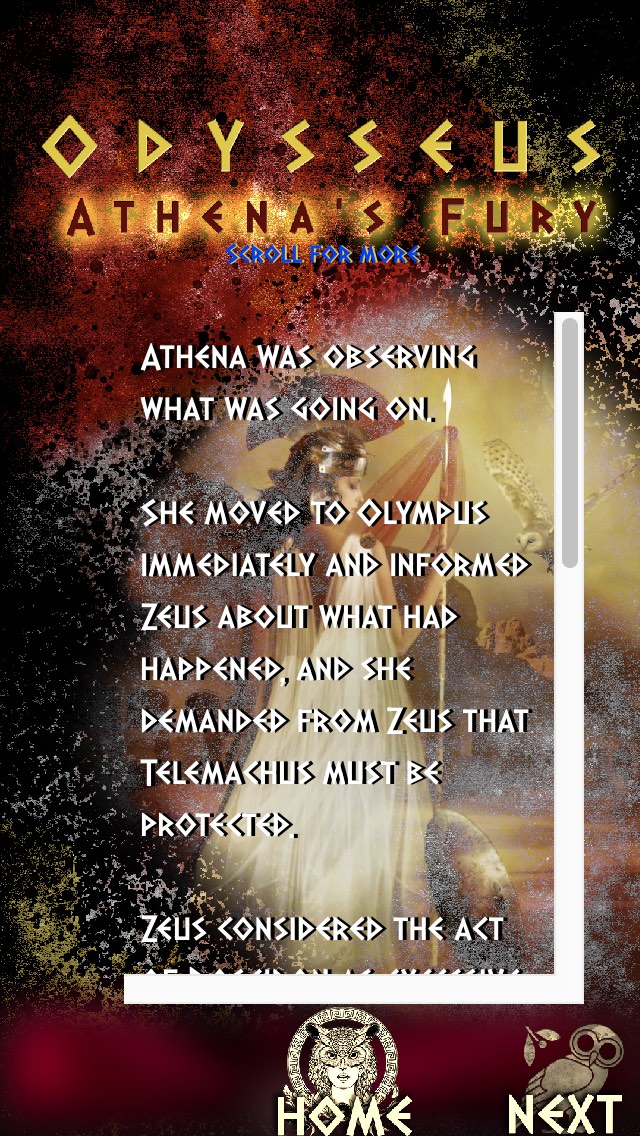 Odysseus
Athena's Fury
Scroll for more
Athena was observing
what was going on.
She moved to Olympus
immediately and informed
Zeus about what had
happened, and she
demanded from Zeus that
Telemachus must be
protected.
Zeus considered the act
Home
Next